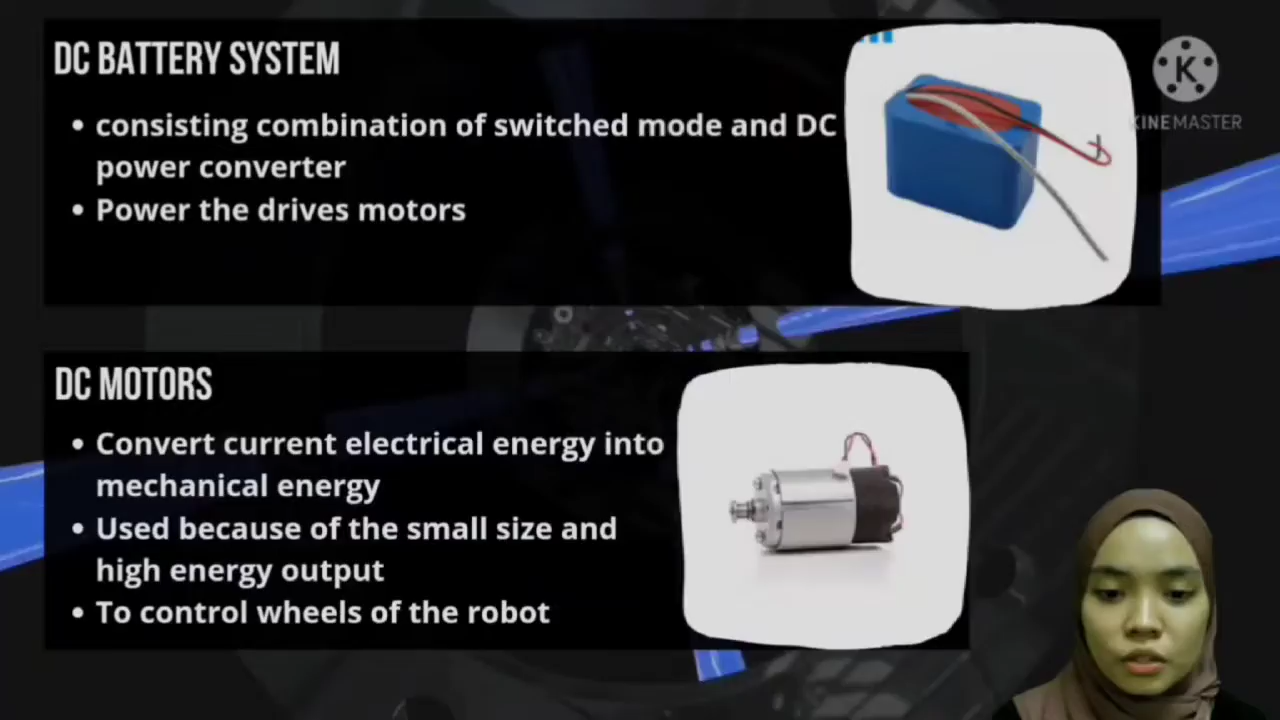 DC BATTERY SYSTEM
• consisting combination of switched mode and DC
power converter
• Power the drives motors
K
KINEMASTER
DC MOTORS
• Convert current electrical energy into
mechanical energy
• Used because of the small size and
high energy output
• To control wheels of the robot